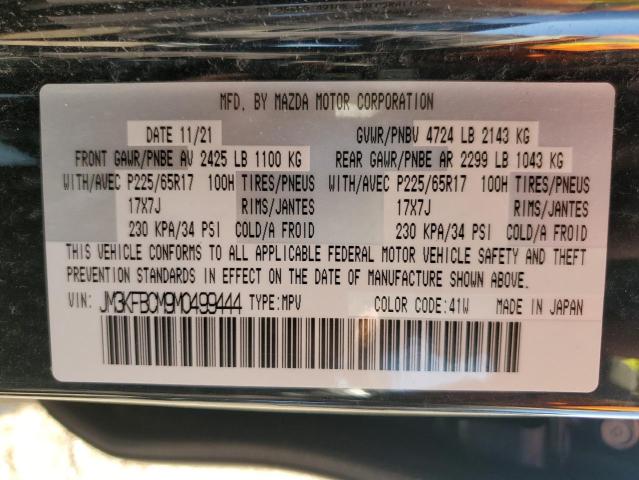 MFD. BY MAZDA MOTOR CORPORATION
DATE 11/21 GVWR/PNBV 4724 LB 2143 KG
FRONT GAWR/PNBE AV 2425 LB 1100 KG REAR GAWR/PNBE AR 2299 LB 1043 KG
WITH/AVEC P225/65R17 100H TIRES/PNEUS WITH/AVEC P225/65R17 100H TIRES/PNEUS
17X7J RIMS/JANTES 17X7J RIMS/JANTES
230 KPA/34 PSI COLD/A FROID 230 KPA/34 PSI COLD/A FROID
THIS VEHICLE CONFORMS TO ALL APPLICABLE FEDERAL MOTOR VEHICLE SAFETY AND THEFT
PREVENTION STANDARDS IN EFFECT ON THE DATE OF MANUFACTURE SHOWN ABOVE.
VIN: JM3KFBCM9M0499444 TYPE:MPV COLOR CODE:41W MADE IN JAPAN